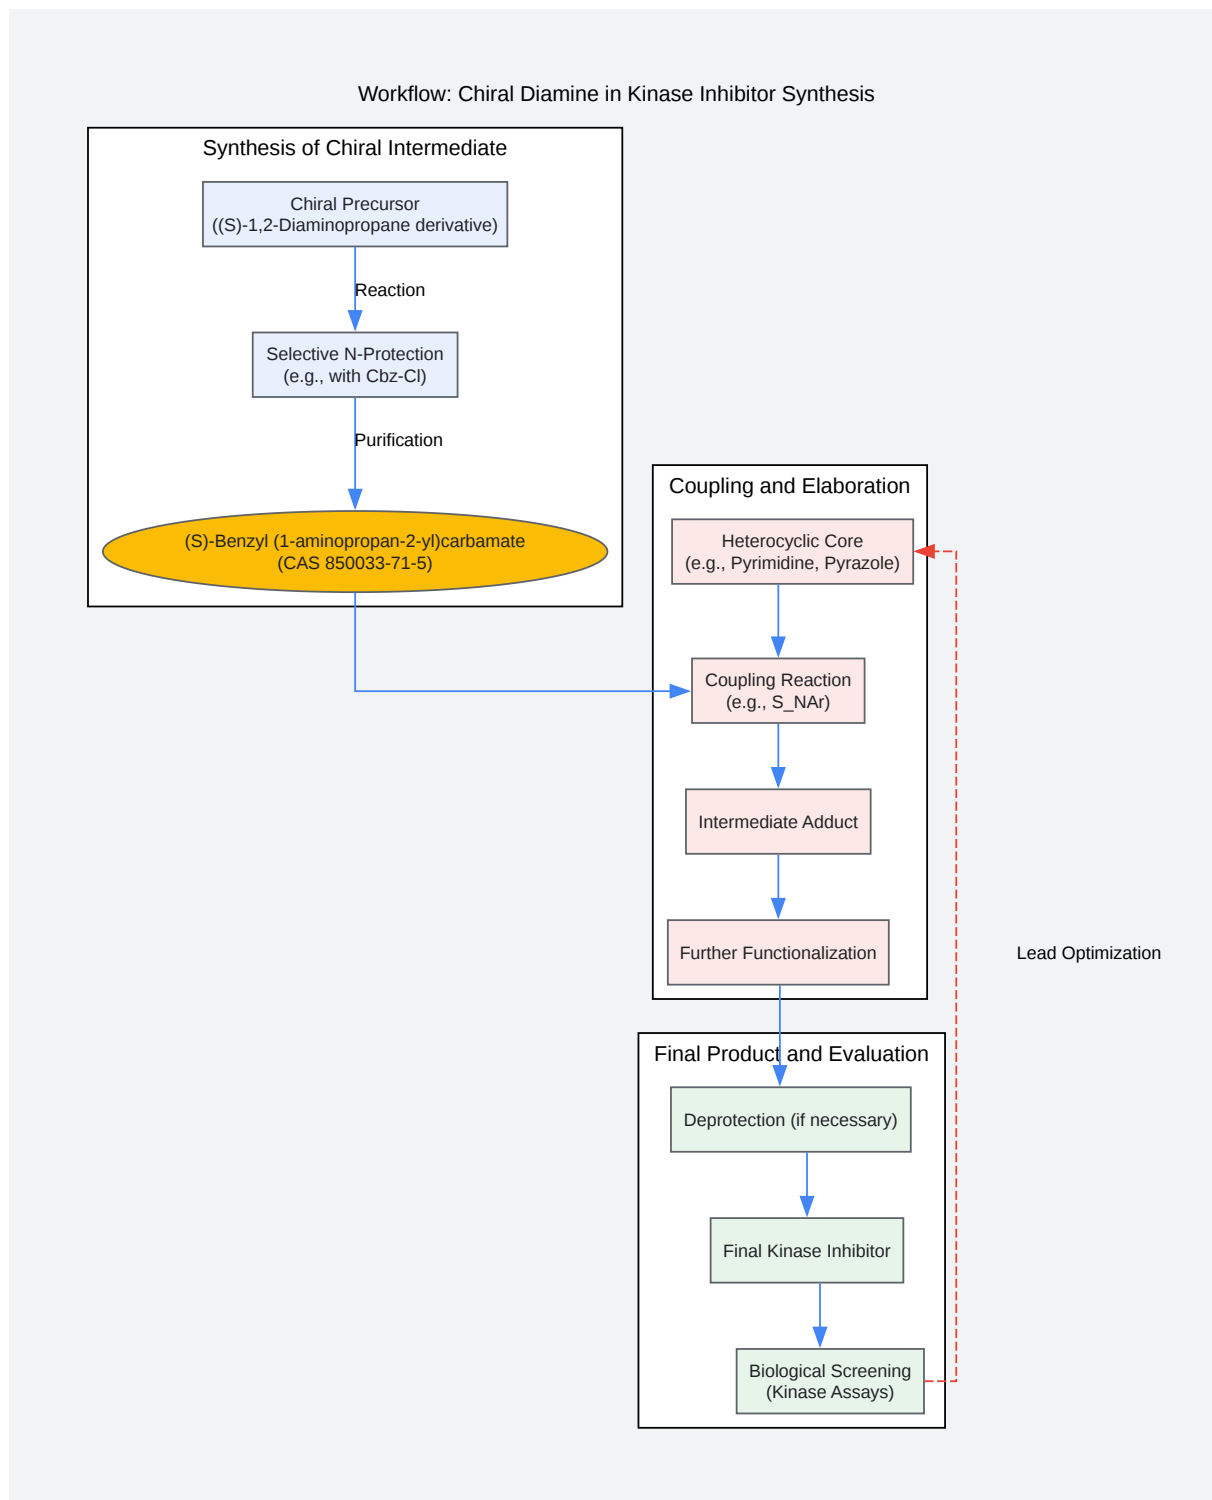 Workflow: Chiral Diamine in Kinase Inhibitor Synthesis
Synthesis of Chiral Intermediate
Chiral Precursor
((S)-1,2-Diaminopropane derivative)
Reaction
Selective N-Protection
(e.g., with Cbz-Cl)
Purification
(S)-Benzyl (1-aminopropan-2-yl)carbamate
(CAS 850033-71-5)
Coupling and Elaboration
Heterocyclic Core
(e.g., Pyrimidine, Pyrazole)
Coupling Reaction
(e.g., S_NAr)
Intermediate Adduct
Further Functionalization
Lead Optimization
Final Product and Evaluation
Deprotection (if necessary)
Final Kinase Inhibitor
Biological Screening
(Kinase Assays)